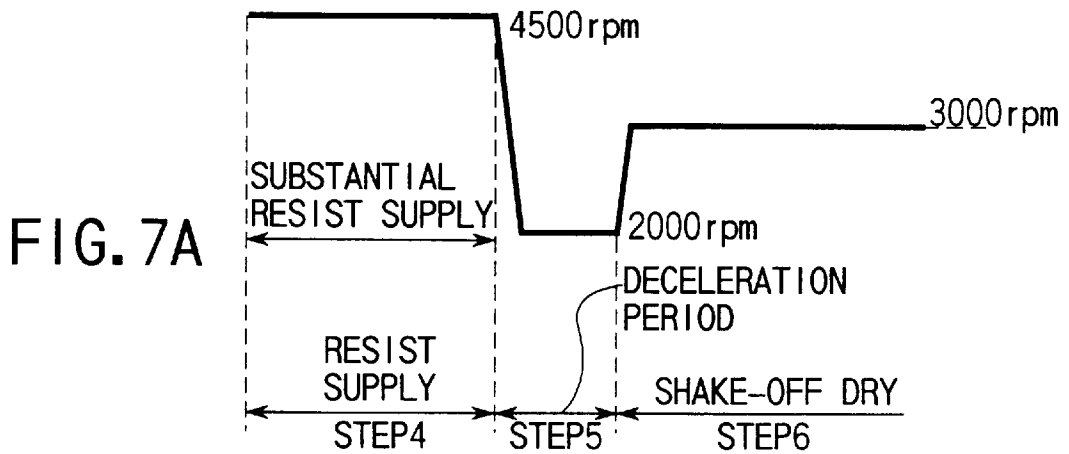 4500rpm
3000rpm
SUBSTANTIAL
RESIST SUPPLY
FIG. 7A
2000rpm
DECELERATION
PERIOD
RESIST
SUPPLY
SHAKE-OFF DRY
STEP4
STEP5
STEP6